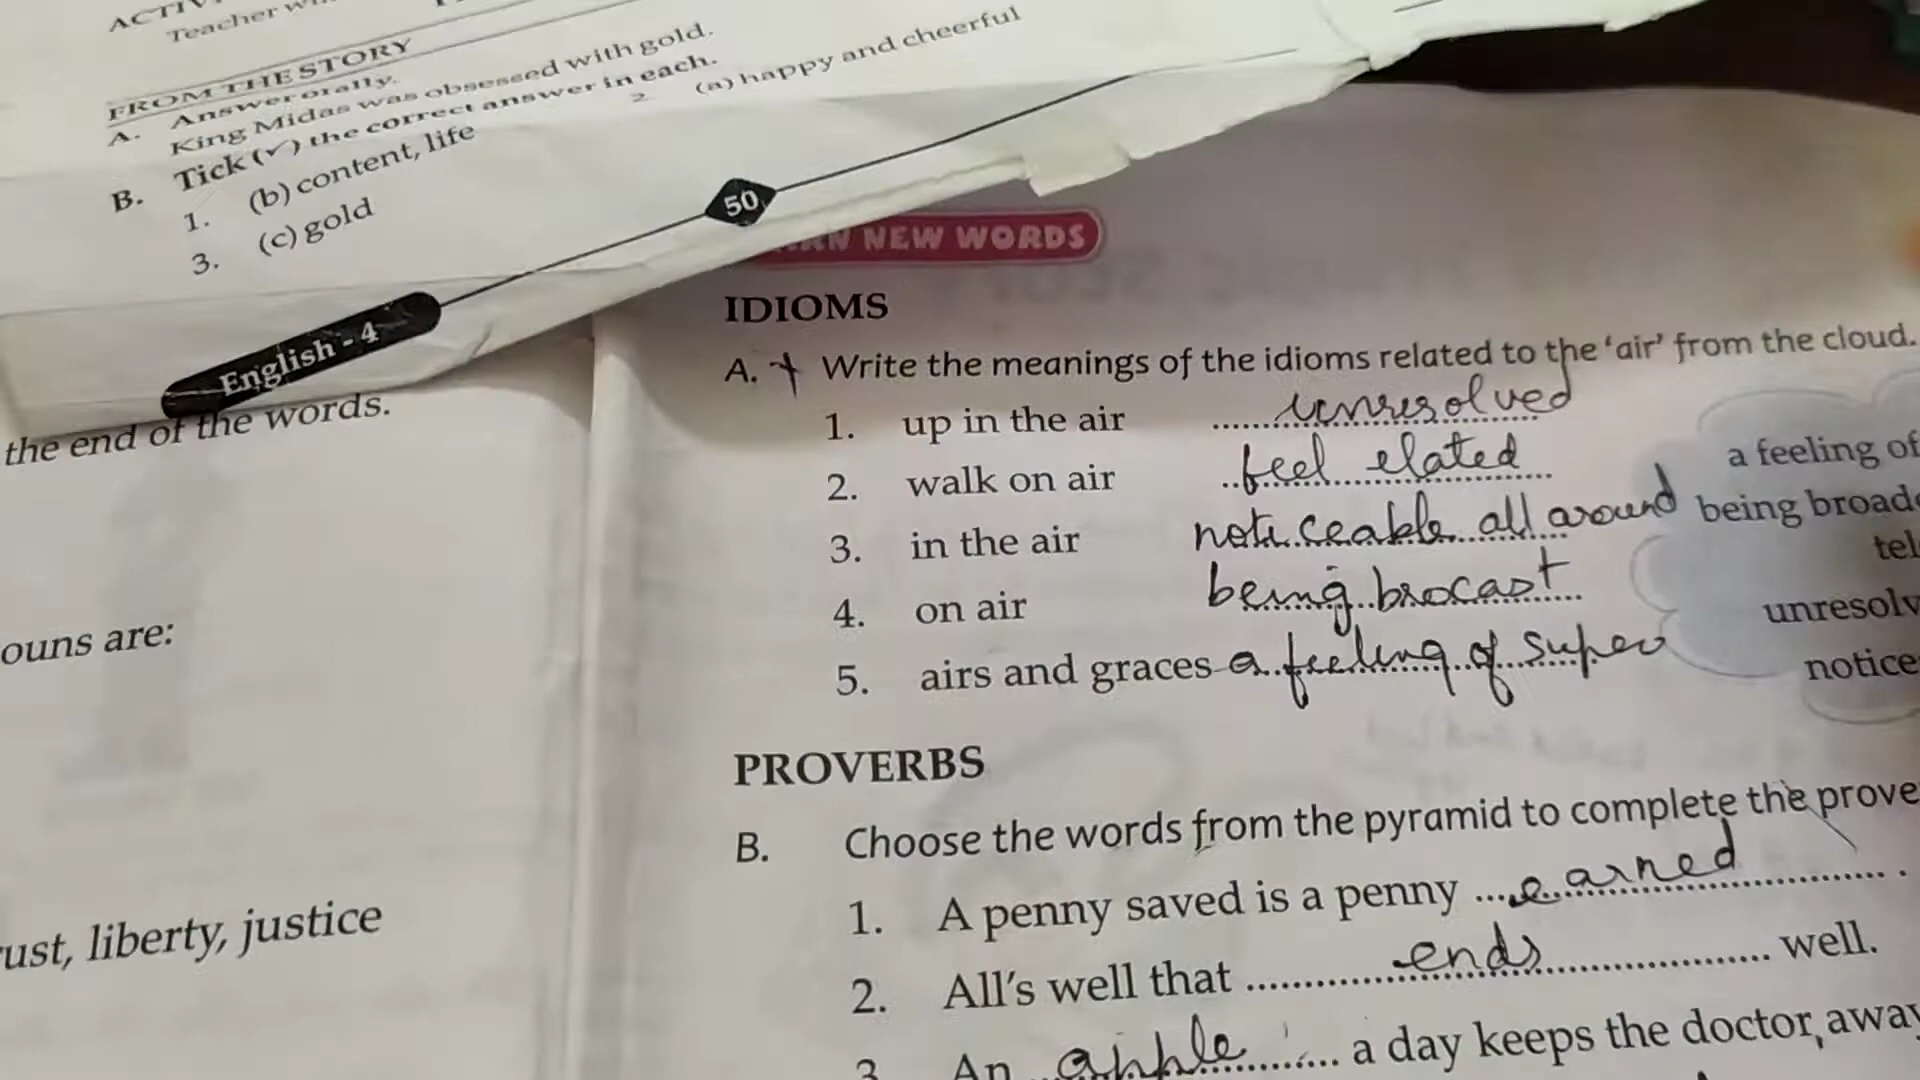 Teacher
FROM THE STORY
A. Answer orally.
King Midas was obsessed with gold.
B. Tick (✓) the correct answer in each.
1. (b) content, life
2. (a) happy and cheerful
3. (c) gold
50
English - 4
the end of the words.
ouns are:
rust, liberty, justice
NEW WORDS
IDIOMS
A. Write the meanings of the idioms related to the 'air' from the cloud.
1. up in the air unresolved
2. walk on air feel elated
3. in the air noticeable all around
4. on air being brocast
5. airs and graces a feeling of super
a feeling of
being broad
tel
unresolv
notice
PROVERBS
B. Choose the words from the pyramid to complete the prove
1. A penny saved is a penny earned.
2. All's well that ends well.
3. An apple a day keeps the doctor away